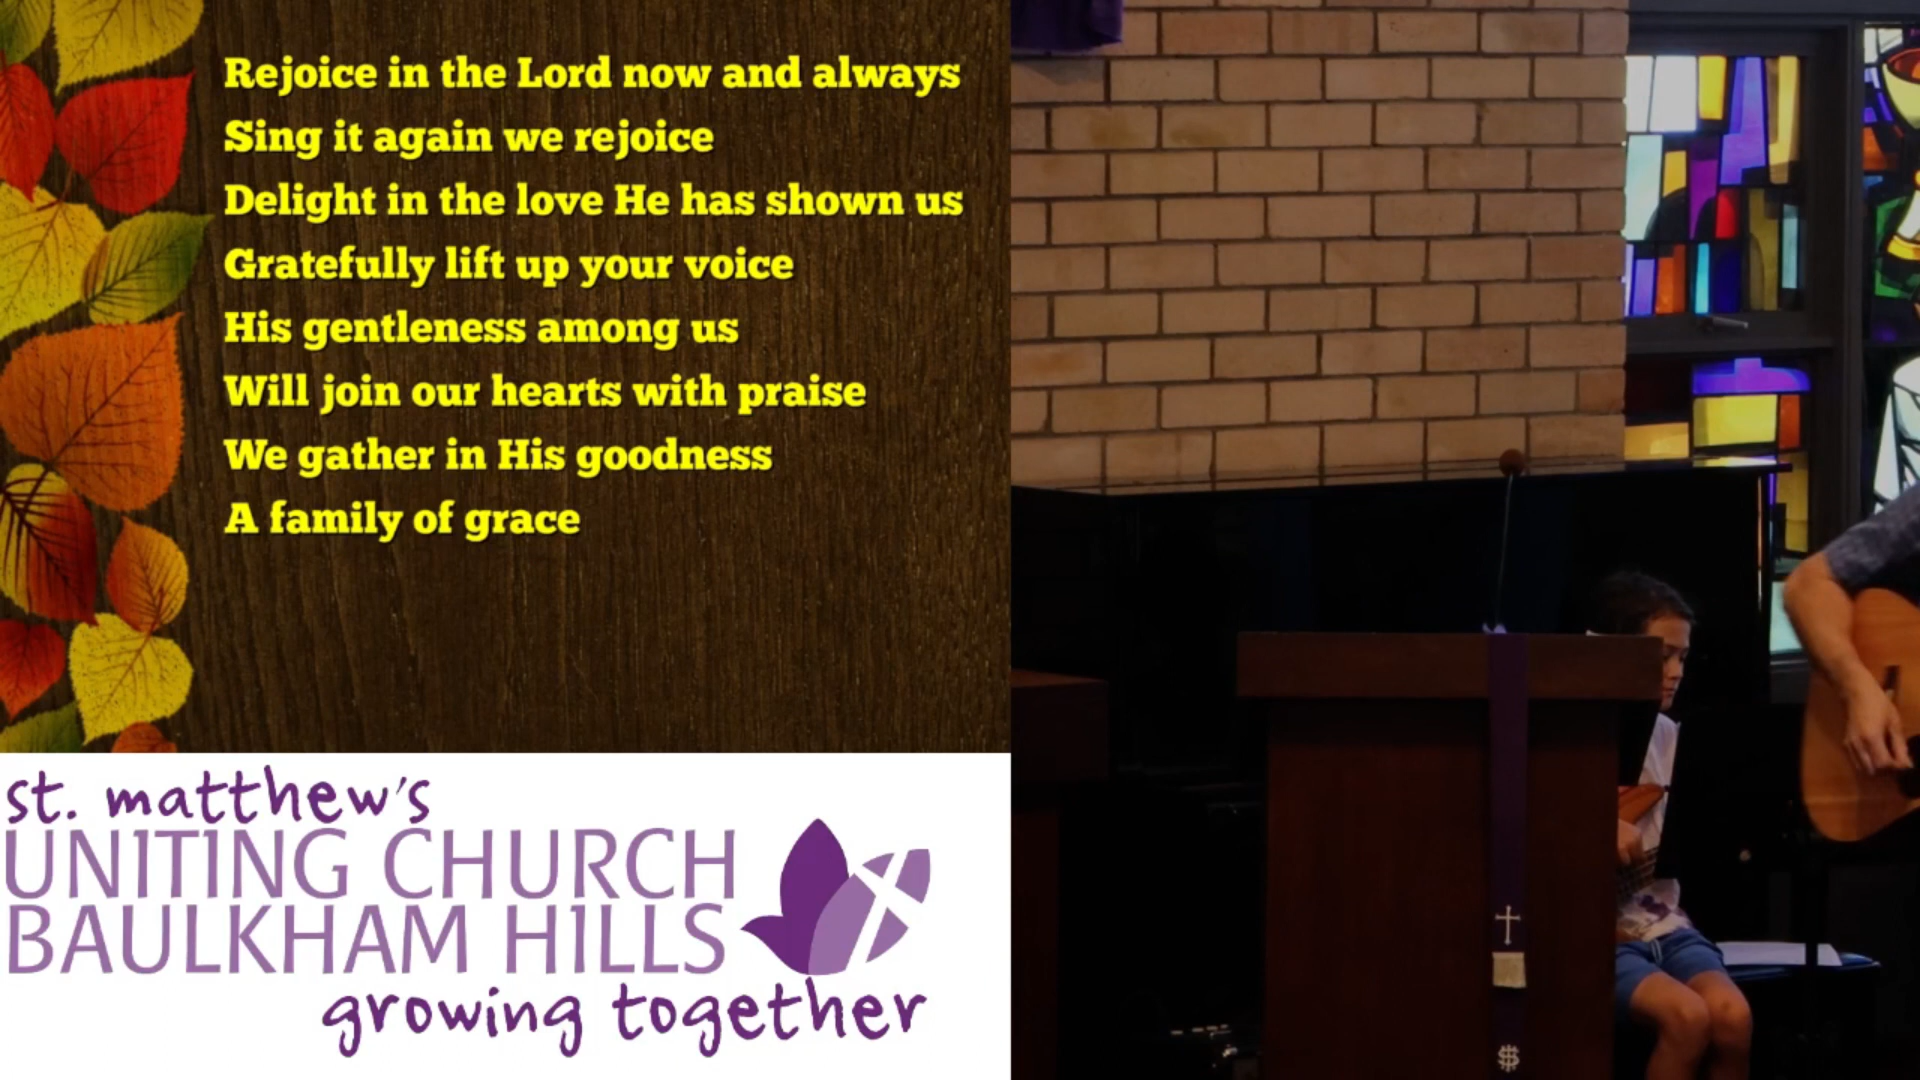 Rejoice in the Lord now and always
Sing it again we rejoice
Delight in the love He has shown us
Gratefully lift up your voice
His gentleness among us
Will join our hearts with praise
We gather in His goodness
A family of grace
st. matthew's
UNITING CHURCH
BAULKHAM HILLS
growing together